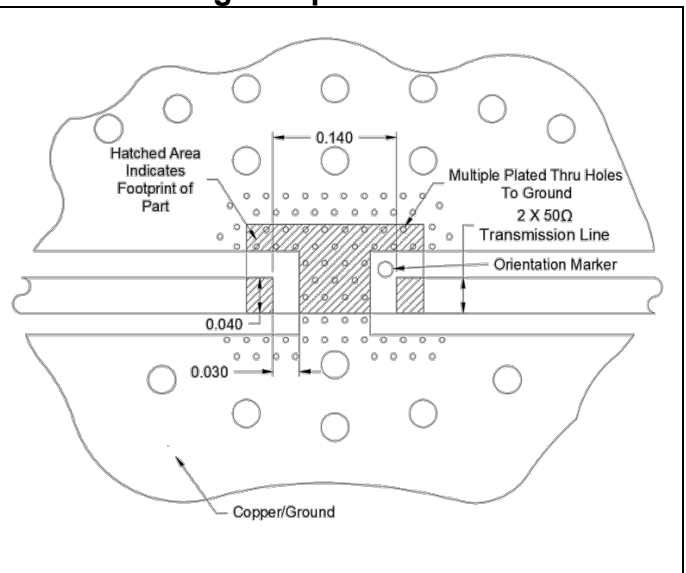 0.140
Hatched Area
Indicates
Footprint of
Part
Multiple Plated Thru Holes
To Ground
2 X 50Ω
Transmission Line
Orientation Marker
0.040
0.030
Copper/Ground